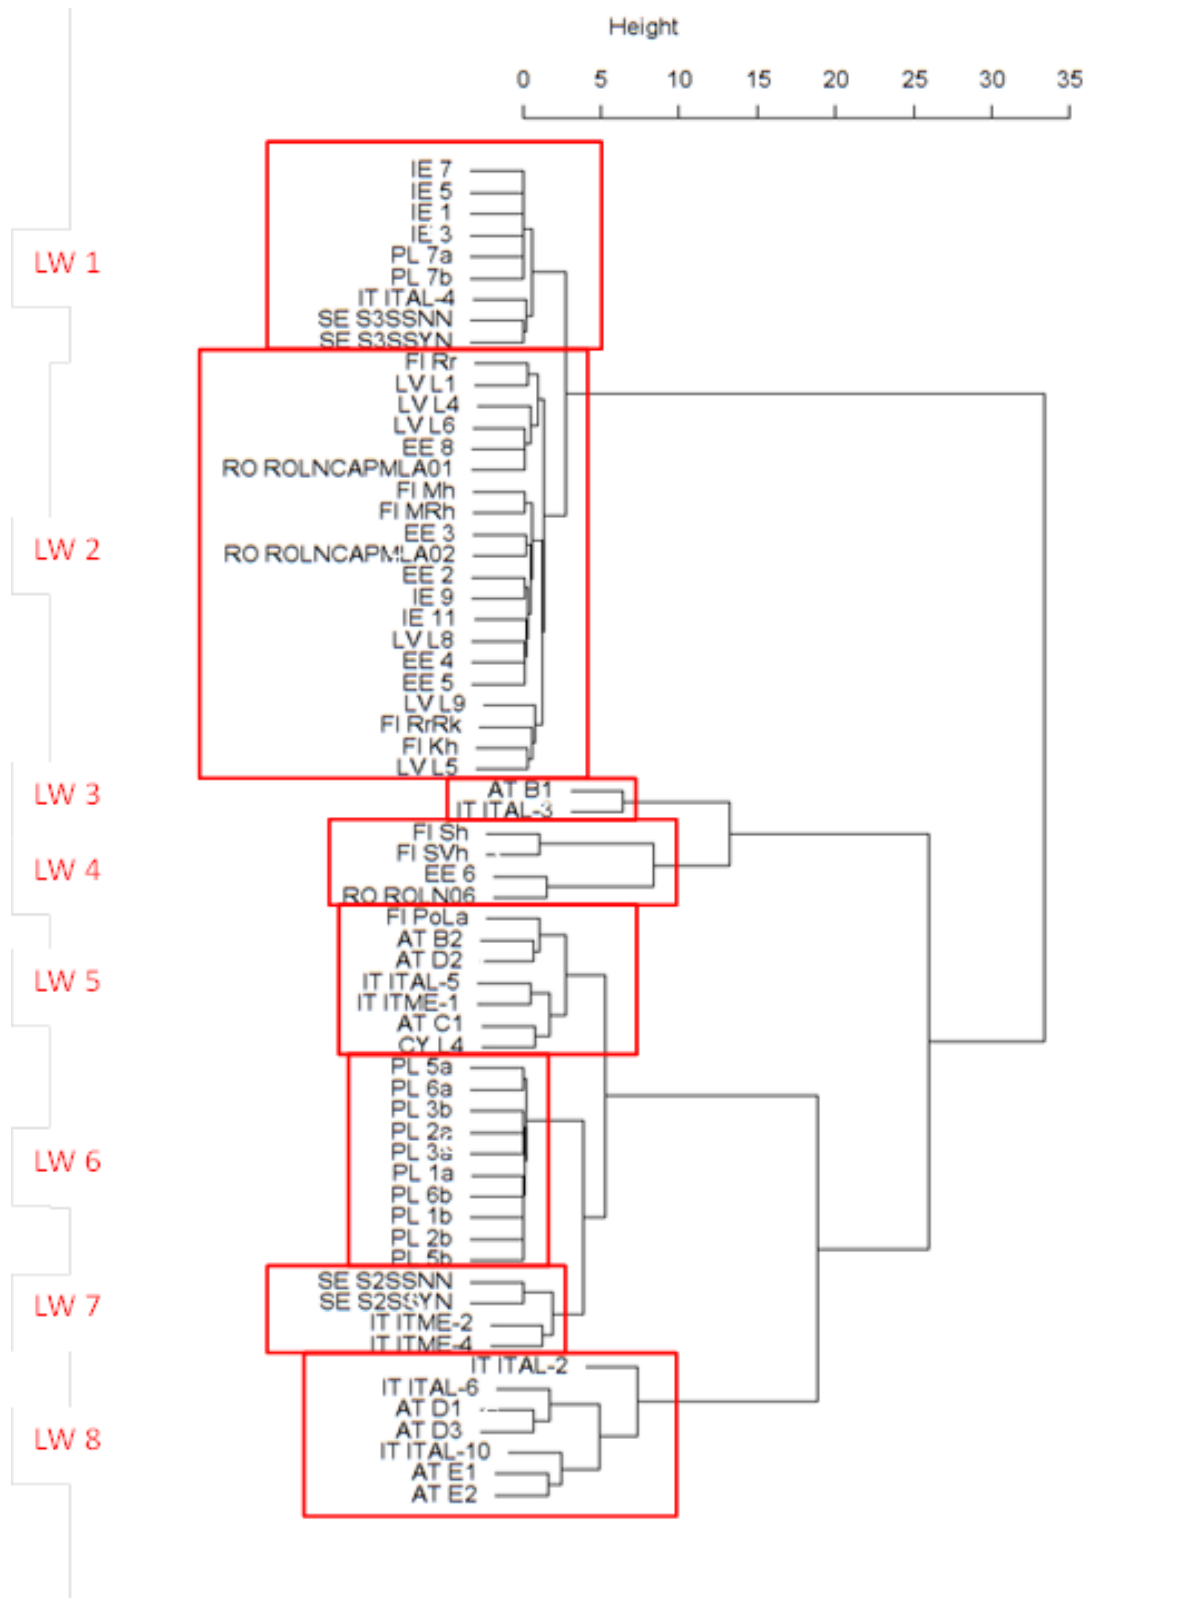 Height
0 5 10 15 20 25 30 35
IE 7
IE 5
IE 1
IE 3
PL 7a
PL 7b
IT ITAL-4
SE S3SSNN
SE S3SSYN
LW 1
FI Rr
LV L1
LV L4
LV L6
EE 8
RO ROLNCAPMLA01
FI Mh
FI MRh
EE 3
RO ROLNCAPMLA02
EE 2
IE 9
IE 11
LV L8
EE 4
EE 5
LV L9
FI RrRk
FI Kh
LV L5
LW 2
AT B1
IT ITAL-3
LW 3
FI Sh
FI SVh
EE 6
RO ROLN06
LW 4
FI PoLa
AT B2
AT D2
IT ITAL-5
IT ITME-1
AT C1
CY L4
LW 5
PL 5a
PL 6a
PL 3b
PL 2a
PL 3a
PL 1a
PL 6b
PL 1b
PL 2b
PL 5b
LW 6
SE S2SSNN
SE S2SSYN
IT ITME-2
IT ITME-4
LW 7
IT ITAL-2
IT ITAL-6
AT D1
AT D3
IT ITAL-10
AT E1
AT E2
LW 8